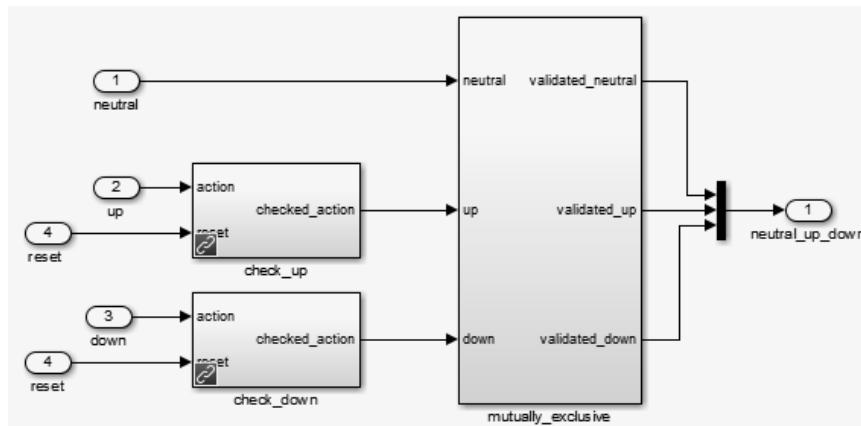 1
neutral
neutral
validated_neutral
2
up
action
reset
checked_action
check_up
4
reset
up
validated_up
1
neutral_up_down
3
down
action
reset
checked_action
check_down
4
reset
down
validated_down
mutually_exclusive